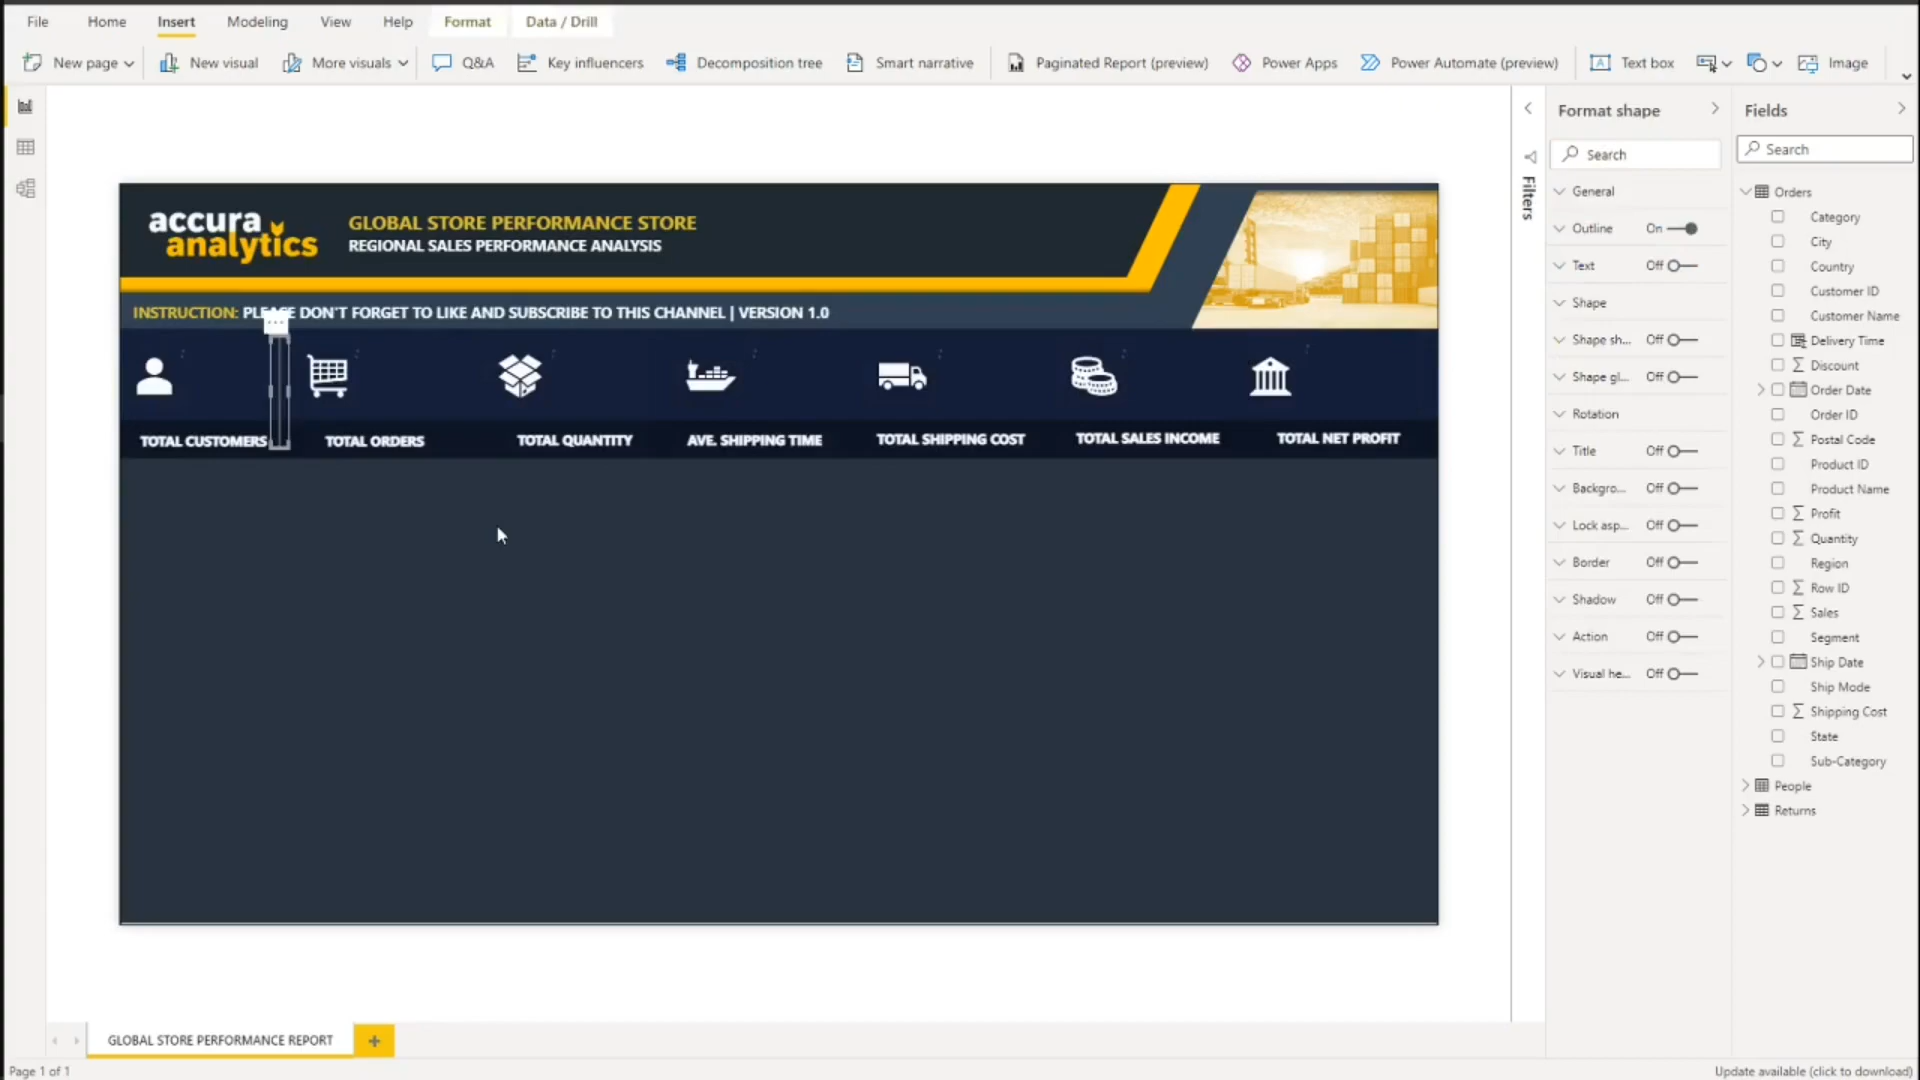 File Home Insert Modeling View Help Format Data / Drill
New page New visual More visuals Q&A Key influencers Decomposition tree Smart narrative Paginated Report (preview) Power Apps Power Automate (preview) Text box Image
accura
analytics
GLOBAL STORE PERFORMANCE STORE
REGIONAL SALES PERFORMANCE ANALYSIS
INSTRUCTION: PLEASE DON'T FORGET TO LIKE AND SUBSCRIBE TO THIS CHANNEL | VERSION 1.0
TOTAL CUSTOMERS
TOTAL ORDERS
TOTAL QUANTITY
AVE. SHIPPING TIME
TOTAL SHIPPING COST
TOTAL SALES INCOME
TOTAL NET PROFIT
Filters
Format shape
Search
General
Outline On
Text Off
Shape
Shape sh... Off
Shape gl... Off
Rotation
Title Off
Backgro... Off
Lock asp... Off
Border Off
Shadow Off
Action Off
Visual he... Off
Fields
Search
Orders
Category
City
Country
Customer ID
Customer Name
Delivery Time
Discount
Order Date
Order ID
Postal Code
Product ID
Product Name
Profit
Quantity
Region
Row ID
Sales
Segment
Ship Date
Ship Mode
Shipping Cost
State
Sub-Category
People
Returns
GLOBAL STORE PERFORMANCE REPORT
Page 1 of 1
Update available (click to download)